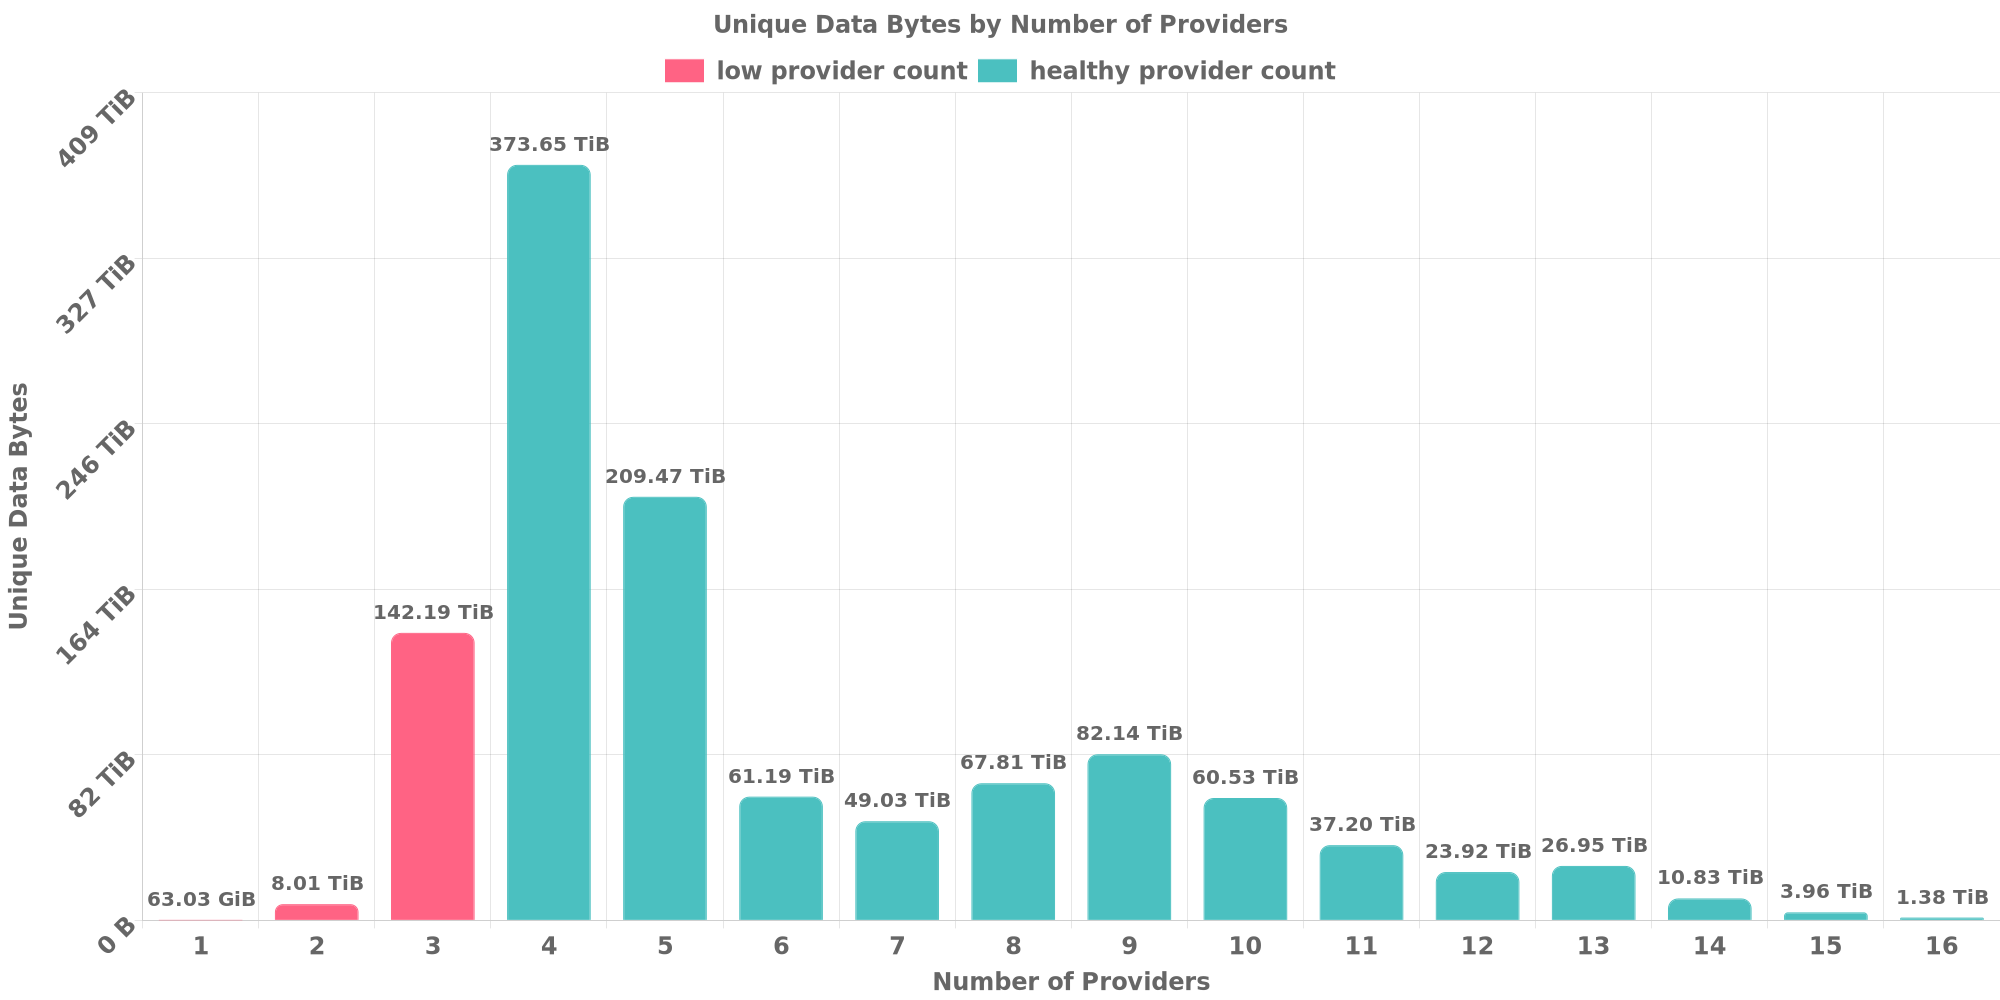 Unique Data Bytes by Number of Providers
low provider count
healthy provider count
409 TiB
327 TiB
246 TiB
164 TiB
82 TiB
0 B
Unique Data Bytes
63.03 GiB
8.01 TiB
142.19 TiB
373.65 TiB
209.47 TiB
61.19 TiB
49.03 TiB
67.81 TiB
82.14 TiB
60.53 TiB
37.20 TiB
23.92 TiB
26.95 TiB
10.83 TiB
3.96 TiB
1.38 TiB
1 2 3 4 5 6 7 8 9 10 11 12 13 14 15 16
Number of Providers